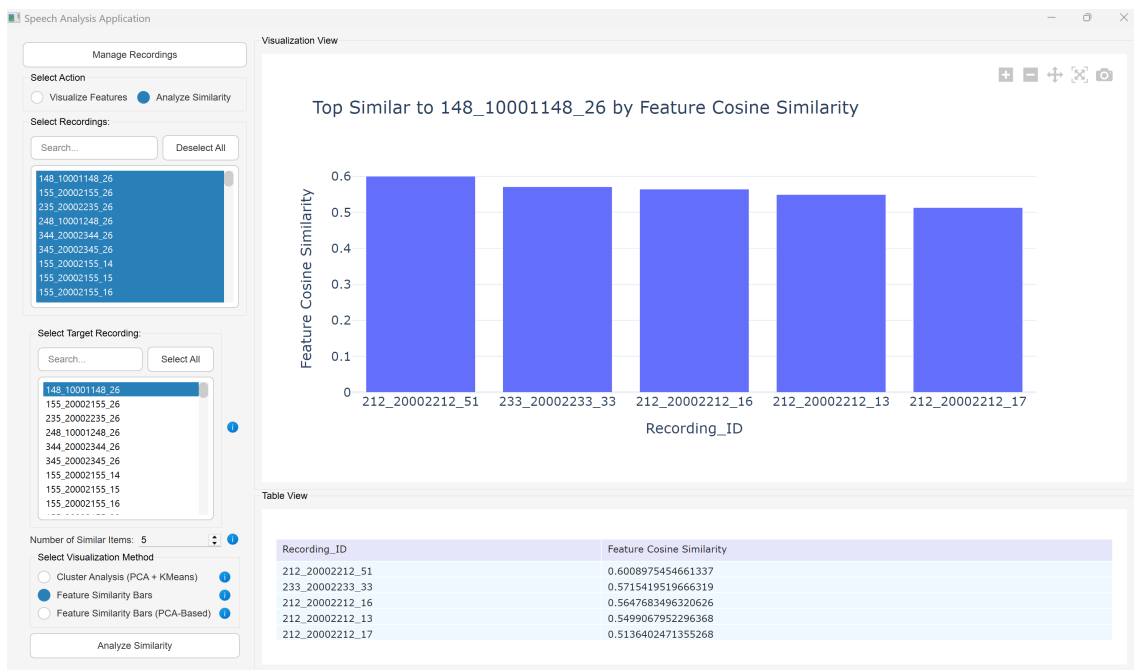 Speech Analysis Application
Manage Recordings
Select Action
Visualize Features Analyze Similarity
Select Recordings:
Search... Deselect All
148_10001148_26
155_20002155_26
235_20002235_26
248_10001248_26
344_20002344_26
345_20002345_26
155_20002155_14
155_20002155_15
155_20002155_16
Select Target Recording:
Search... Select All
148_10001148_26
155_20002155_26
235_20002235_26
248_10001248_26
344_20002344_26
345_20002345_26
155_20002155_14
155_20002155_15
155_20002155_16
Number of Similar Items: 5
Select Visualization Method
Cluster Analysis (PCA + KMeans)
Feature Similarity Bars
Feature Similarity Bars (PCA-Based)
Analyze Similarity
Visualization View
Top Similar to 148_10001148_26 by Feature Cosine Similarity
Feature Cosine Similarity
0.6
0.5
0.4
0.3
0.2
0.1
0
212_20002212_51 233_20002233_33 212_20002212_16 212_20002212_13 212_20002212_17
Recording_ID
Table View
Recording_ID Feature Cosine Similarity
212_20002212_51 0.6008975454661337
233_20002233_33 0.5715419519666319
212_20002212_16 0.5647683496320626
212_20002212_13 0.5499067952296368
212_20002212_17 0.5136402471355268